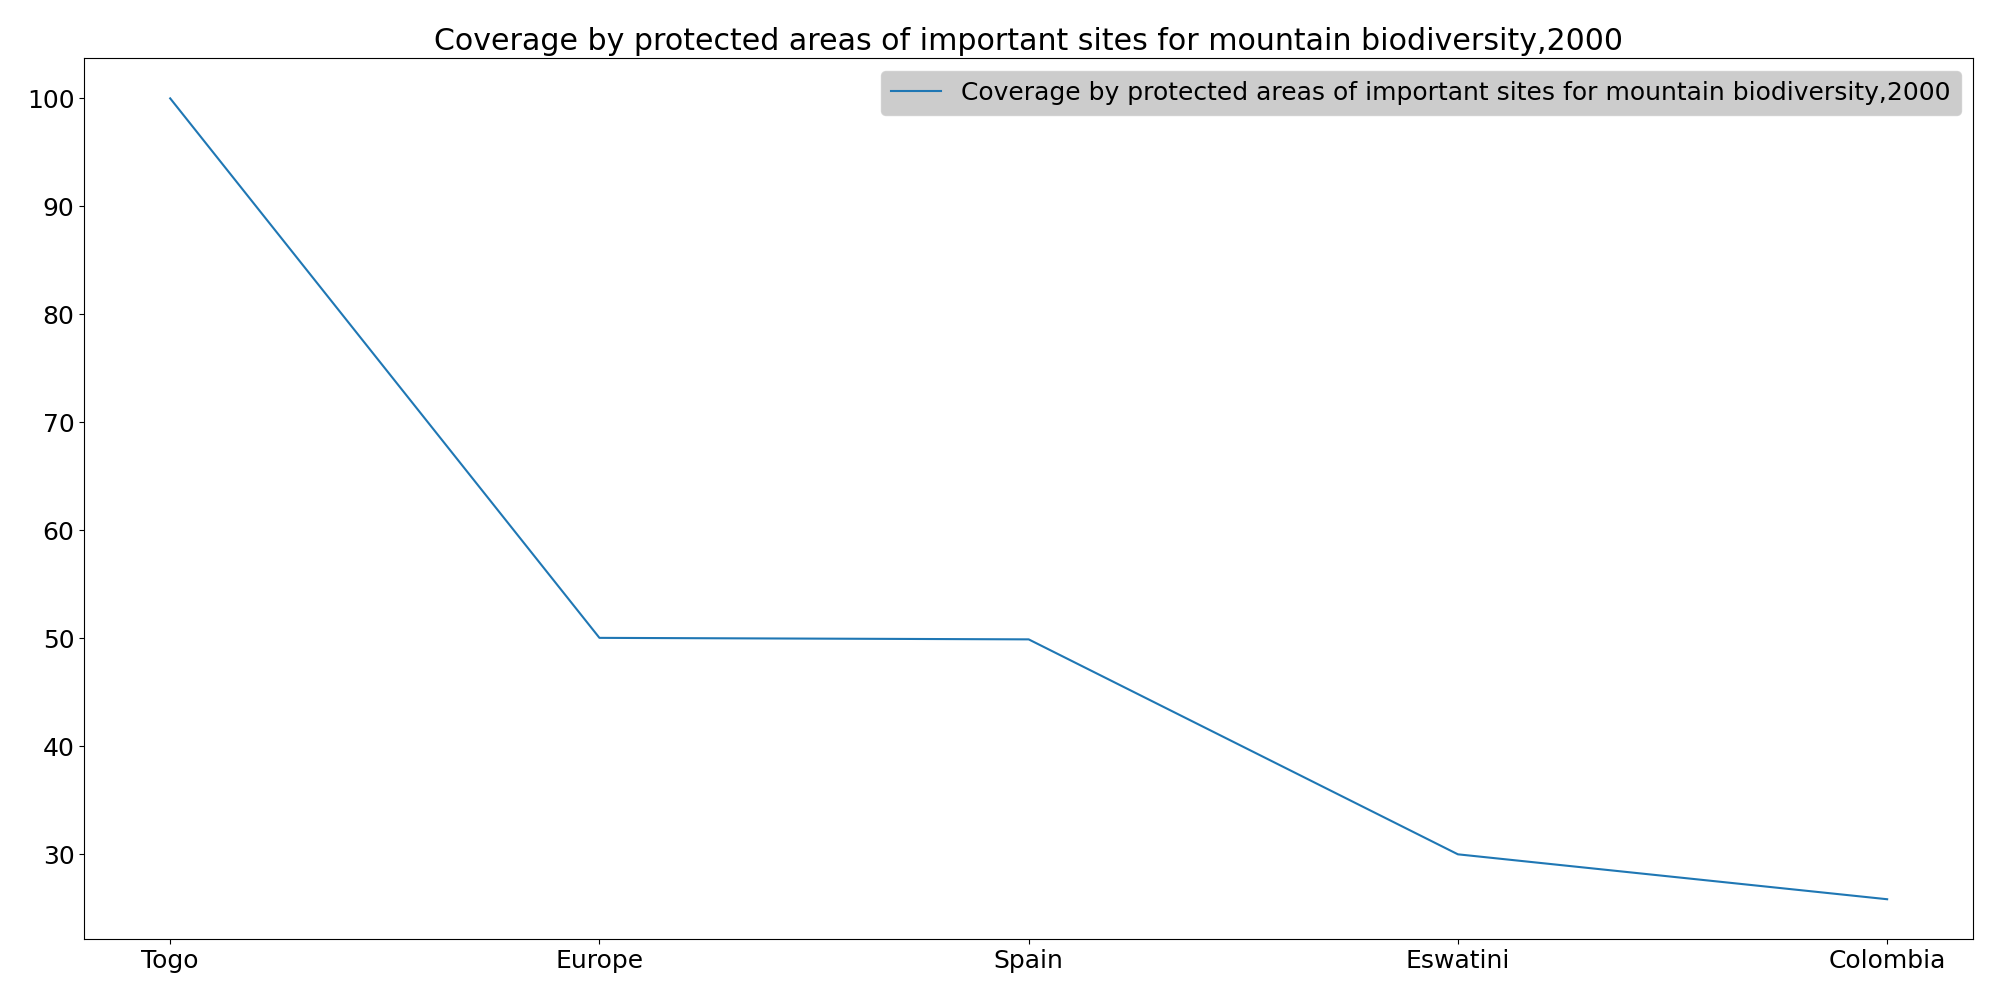 Coverage by protected areas of important sites for mountain biodiversity,2000
Coverage by protected areas of important sites for mountain biodiversity,2000
100
90
80
70
60
50
40
30
Togo Europe Spain Eswatini Colombia